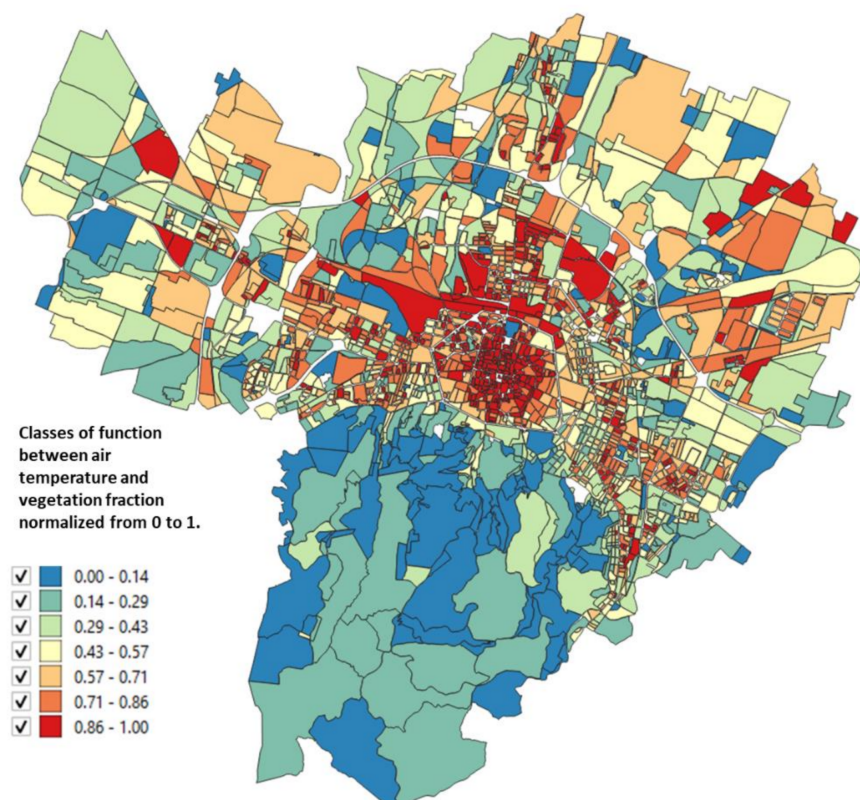 Classes of function
between air
temperature and
vegetation fraction
normalized from 0 to 1.
0.00 - 0.14
0.14 - 0.29
0.29 - 0.43
0.43 - 0.57
0.57 - 0.71
0.71 - 0.86
0.86 - 1.00